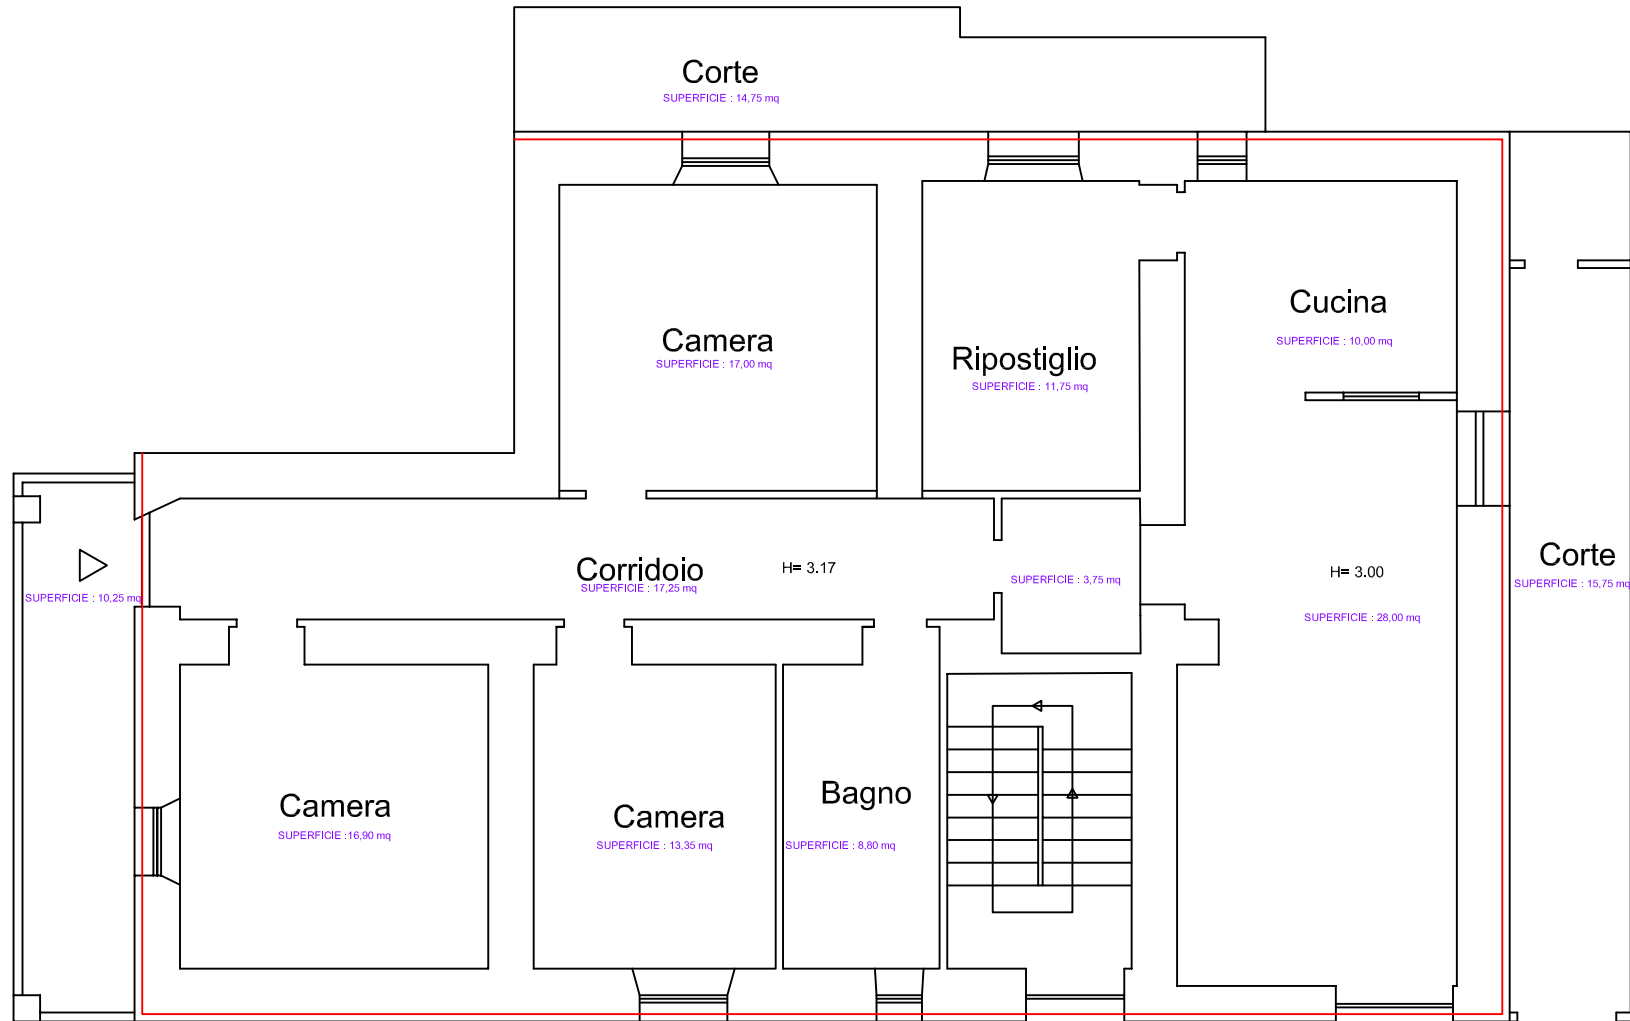 Corte
SUPERFICIE : 14,75 mq
Camera
SUPERFICIE : 17,00 mq
Ripostiglio
SUPERFICIE : 11,75 mq
Cucina
SUPERFICIE : 10,00 mq
Corridoio
SUPERFICIE : 17,25 mq
H= 3.17
SUPERFICIE : 3,75 mq
H= 3.00
SUPERFICIE : 28,00 mq
Corte
SUPERFICIE : 15,75 mq
SUPERFICIE : 10,25 mq
Camera
SUPERFICIE :16,90 mq
Camera
SUPERFICIE : 13,35 mq
Bagno
SUPERFICIE : 8,80 mq